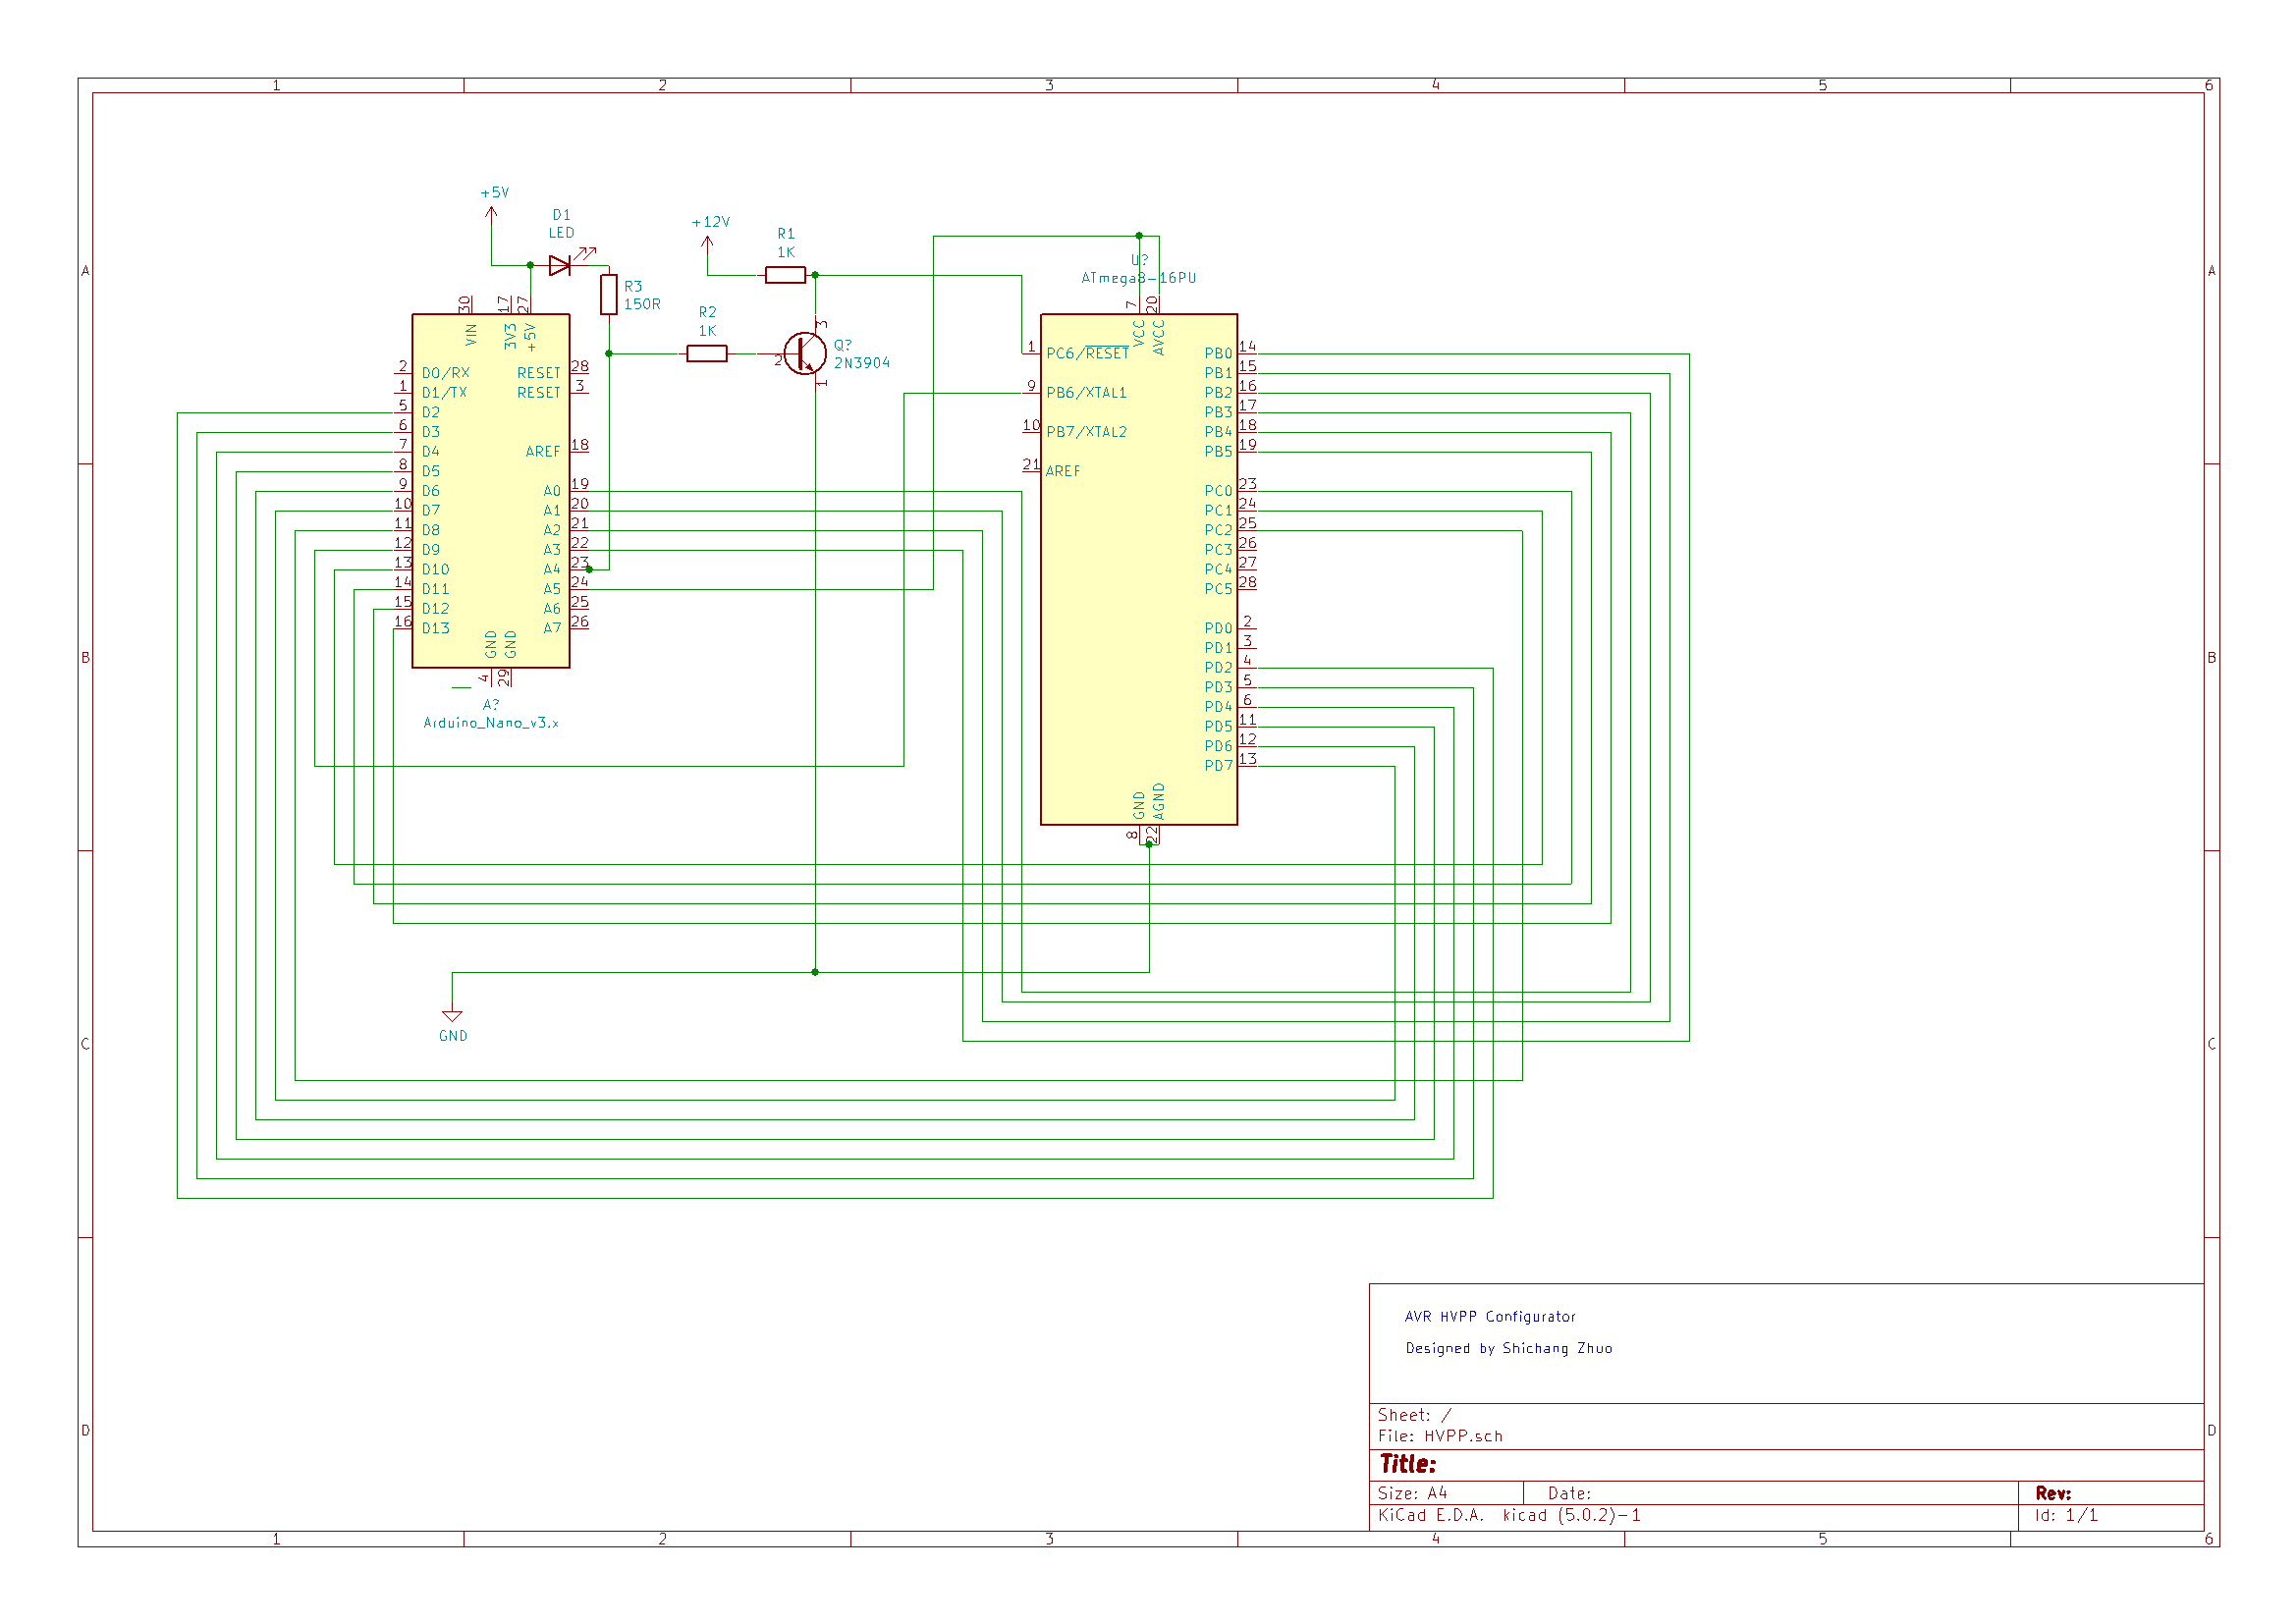 1 2 3 4 5 6
A A
B B
C C
D D
+5V
D1
LED
+12V
R1
1K
R3
150R
R2
1K
Q?
2N3904
3
2
1
30 17 27
VIN 3V3 +5V
2 D0/RX RESET 28
1 D1/TX RESET 3
5 D2
6 D3
7 D4 AREF 18
8 D5
9 D6 A0 19
10 D7 A1 20
11 D8 A2 21
12 D9 A3 22
13 D10 A4 23
14 D11 A5 24
15 D12 A6 25
16 D13 A7 26
GND GND
4 29
A?
Arduino_Nano_v3.x
U?
ATmega8-16PU
7 20
VCC AVCC
1 PC6/RESET PB0 14
PB1 15
9 PB6/XTAL1 PB2 16
PB3 17
10 PB7/XTAL2 PB4 18
PB5 19
21 AREF
PC0 23
PC1 24
PC2 25
PC3 26
PC4 27
PC5 28
PD0 2
PD1 3
PD2 4
PD3 5
PD4 6
PD5 11
PD6 12
PD7 13
GND AGND
8 22
GND
AVR HVPP Configurator
Designed by Shichang Zhuo
Sheet: /
File: HVPP.sch
Title:
Size: A4 Date: Rev:
KiCad E.D.A. kicad (5.0.2)-1 Id: 1/1
1 2 3 4 5 6